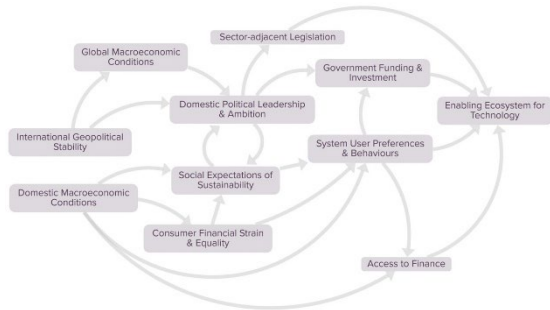 Sector-adjacent Legislation
Global Macroeconomic
Conditions
Government Funding &
Investment
Domestic Political Leadership
& Ambition
Enabling Ecosystem for
Technology
International Geopolitical
Stability
System User Preferences
& Behaviours
Social Expectations of
Sustainability
Domestic Macroeconomic
Conditions
Consumer Financial Strain
& Equality
Access to Finance